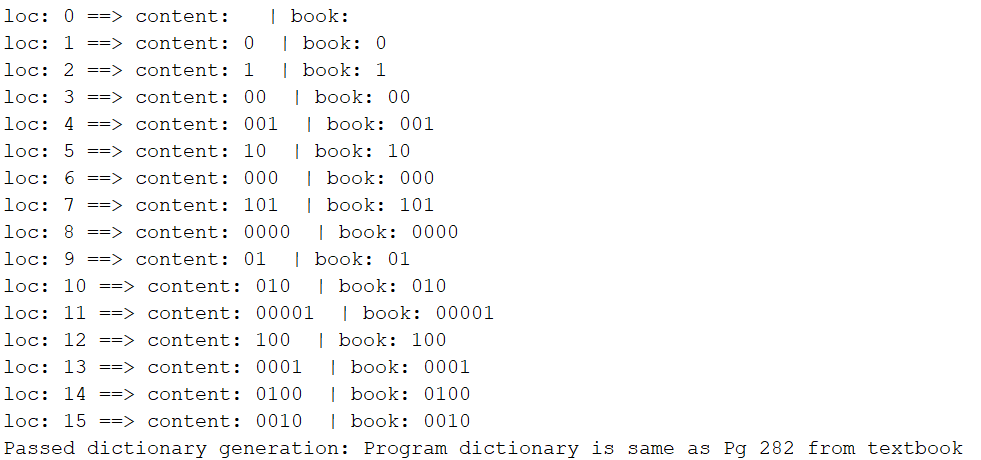 loc: 0 ==> content:   | book:
loc: 1 ==> content: 0  | book: 0
loc: 2 ==> content: 1  | book: 1
loc: 3 ==> content: 00  | book: 00
loc: 4 ==> content: 001  | book: 001
loc: 5 ==> content: 10  | book: 10
loc: 6 ==> content: 000  | book: 000
loc: 7 ==> content: 101  | book: 101
loc: 8 ==> content: 0000  | book: 0000
loc: 9 ==> content: 01  | book: 01
loc: 10 ==> content: 010  | book: 010
loc: 11 ==> content: 00001  | book: 00001
loc: 12 ==> content: 100  | book: 100
loc: 13 ==> content: 0001  | book: 0001
loc: 14 ==> content: 0100  | book: 0100
loc: 15 ==> content: 0010  | book: 0010
Passed dictionary generation: Program dictionary is same as Pg 282 from textbook